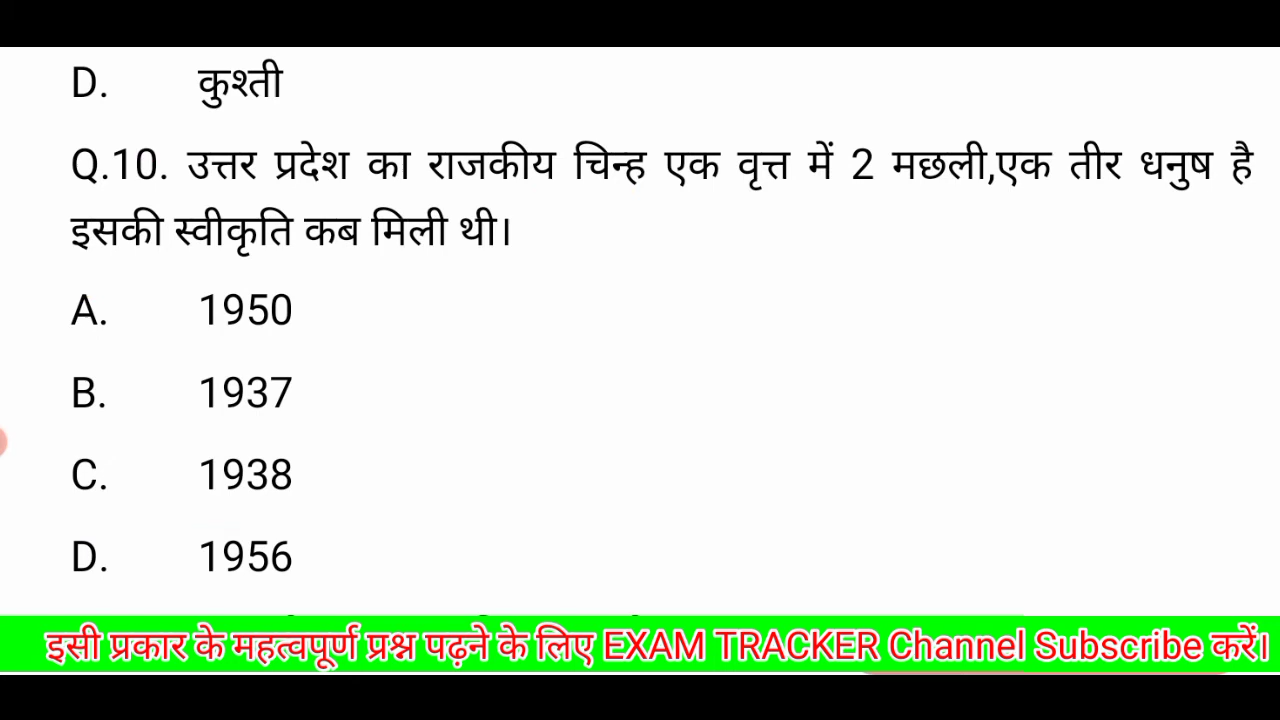 D. कुश्ती
Q.10. उत्तर प्रदेश का राजकीय चिन्ह एक वृत्त में 2 मछली,एक तीर धनुष है
इसकी स्वीकृति कब मिली थी।
A. 1950
B. 1937
C. 1938
D. 1956
इसी प्रकार के महत्वपूर्ण प्रश्न पढ़ने के लिए EXAM TRACKER Channel Subscribe करें।